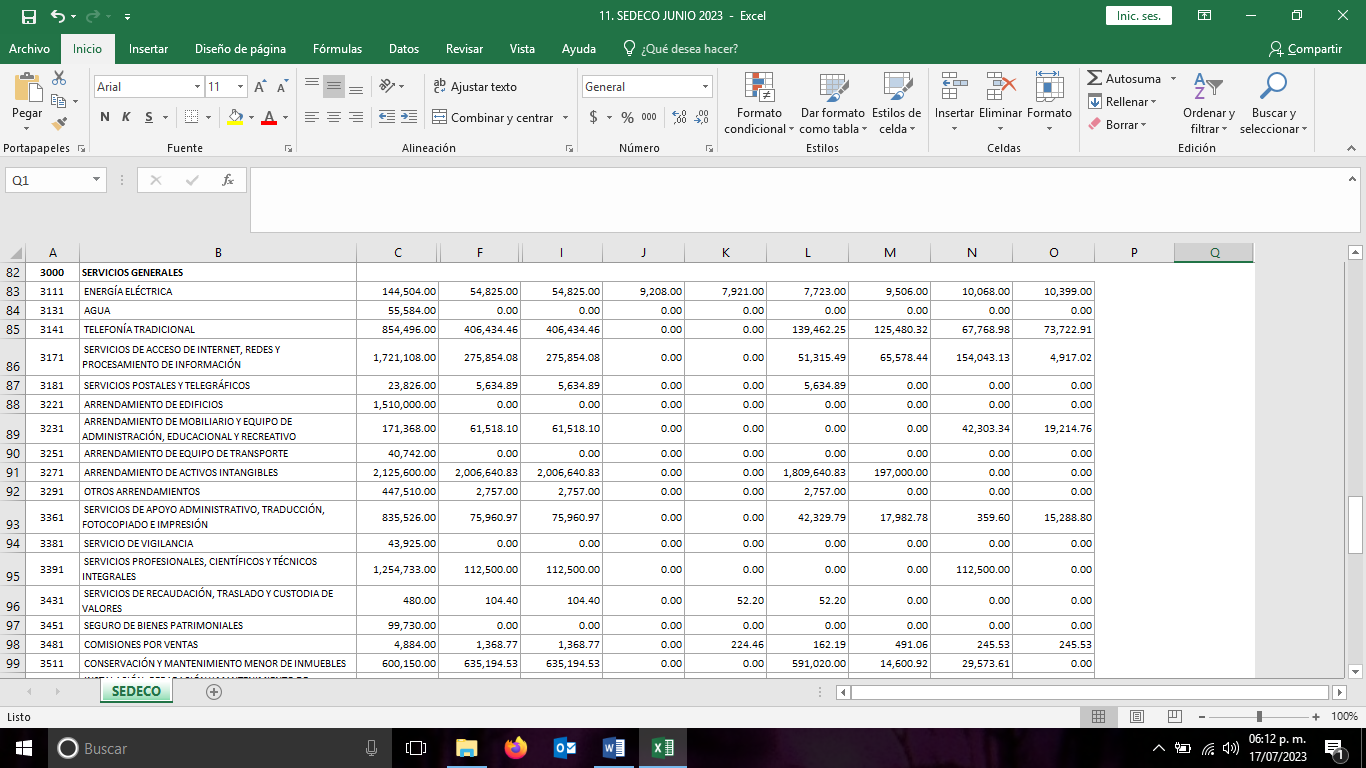 11. SEDECO JUNIO 2023 - Excel
Inic. ses.
Archivo Inicio Insertar Diseño de página Fórmulas Datos Revisar Vista Ayuda ¿Qué desea hacer? Compartir
Pegar
Portapapeles
Arial 11
N K S
Fuente
Ajustar texto
Combinar y centrar
Alineación
General
$ % 000
Número
Formato condicional
Dar formato como tabla
Estilos de celda
Estilos
Insertar Eliminar Formato
Celdas
Autosuma
Rellenar
Borrar
Ordenar y filtrar
Buscar y seleccionar
Edición
Q1 fx
A B C F I J K L M N O P Q
82 3000 SERVICIOS GENERALES
83 3111 ENERGÍA ELÉCTRICA 144,504.00 54,825.00 54,825.00 9,208.00 7,921.00 7,723.00 9,506.00 10,068.00 10,399.00
84 3131 AGUA 55,584.00 0.00 0.00 0.00 0.00 0.00 0.00 0.00 0.00
85 3141 TELEFONÍA TRADICIONAL 854,496.00 406,434.46 406,434.46 0.00 0.00 139,462.25 125,480.32 67,768.98 73,722.91
86 3171 SERVICIOS DE ACCESO DE INTERNET, REDES Y
PROCESAMIENTO DE INFORMACIÓN 1,721,108.00 275,854.08 275,854.08 0.00 0.00 51,315.49 65,578.44 154,043.13 4,917.02
87 3181 SERVICIOS POSTALES Y TELEGRÁFICOS 23,826.00 5,634.89 5,634.89 0.00 0.00 5,634.89 0.00 0.00 0.00
88 3221 ARRENDAMIENTO DE EDIFICIOS 1,510,000.00 0.00 0.00 0.00 0.00 0.00 0.00 0.00 0.00
89 3231 ARRENDAMIENTO DE MOBILIARIO Y EQUIPO DE
ADMINISTRACIÓN, EDUCACIONAL Y RECREATIVO 171,368.00 61,518.10 61,518.10 0.00 0.00 0.00 0.00 42,303.34 19,214.76
90 3251 ARRENDAMIENTO DE EQUIPO DE TRANSPORTE 40,742.00 0.00 0.00 0.00 0.00 0.00 0.00 0.00 0.00
91 3271 ARRENDAMIENTO DE ACTIVOS INTANGIBLES 2,125,600.00 2,006,640.83 2,006,640.83 0.00 0.00 1,809,640.83 197,000.00 0.00 0.00
92 3291 OTROS ARRENDAMIENTOS 447,510.00 2,757.00 2,757.00 0.00 0.00 2,757.00 0.00 0.00 0.00
93 3361 SERVICIOS DE APOYO ADMINISTRATIVO, TRADUCCIÓN,
FOTOCOPIADO E IMPRESIÓN 835,526.00 75,960.97 75,960.97 0.00 0.00 42,329.79 17,982.78 359.60 15,288.80
94 3381 SERVICIO DE VIGILANCIA 43,925.00 0.00 0.00 0.00 0.00 0.00 0.00 0.00 0.00
95 3391 SERVICIOS PROFESIONALES, CIENTÍFICOS Y TÉCNICOS
INTEGRALES 1,254,733.00 112,500.00 112,500.00 0.00 0.00 0.00 0.00 112,500.00 0.00
96 3431 SERVICIOS DE RECAUDACIÓN, TRASLADO Y CUSTODIA DE
VALORES 480.00 104.40 104.40 0.00 52.20 52.20 0.00 0.00 0.00
97 3451 SEGURO DE BIENES PATRIMONIALES 99,730.00 0.00 0.00 0.00 0.00 0.00 0.00 0.00 0.00
98 3481 COMISIONES POR VENTAS 4,884.00 1,368.77 1,368.77 0.00 224.46 162.19 491.06 245.53 245.53
99 3511 CONSERVACIÓN Y MANTENIMIENTO MENOR DE INMUEBLES 600,150.00 635,194.53 635,194.53 0.00 0.00 591,020.00 14,600.92 29,573.61 0.00
SEDECO
Listo 100%
Buscar
06:12 p. m.
17/07/2023